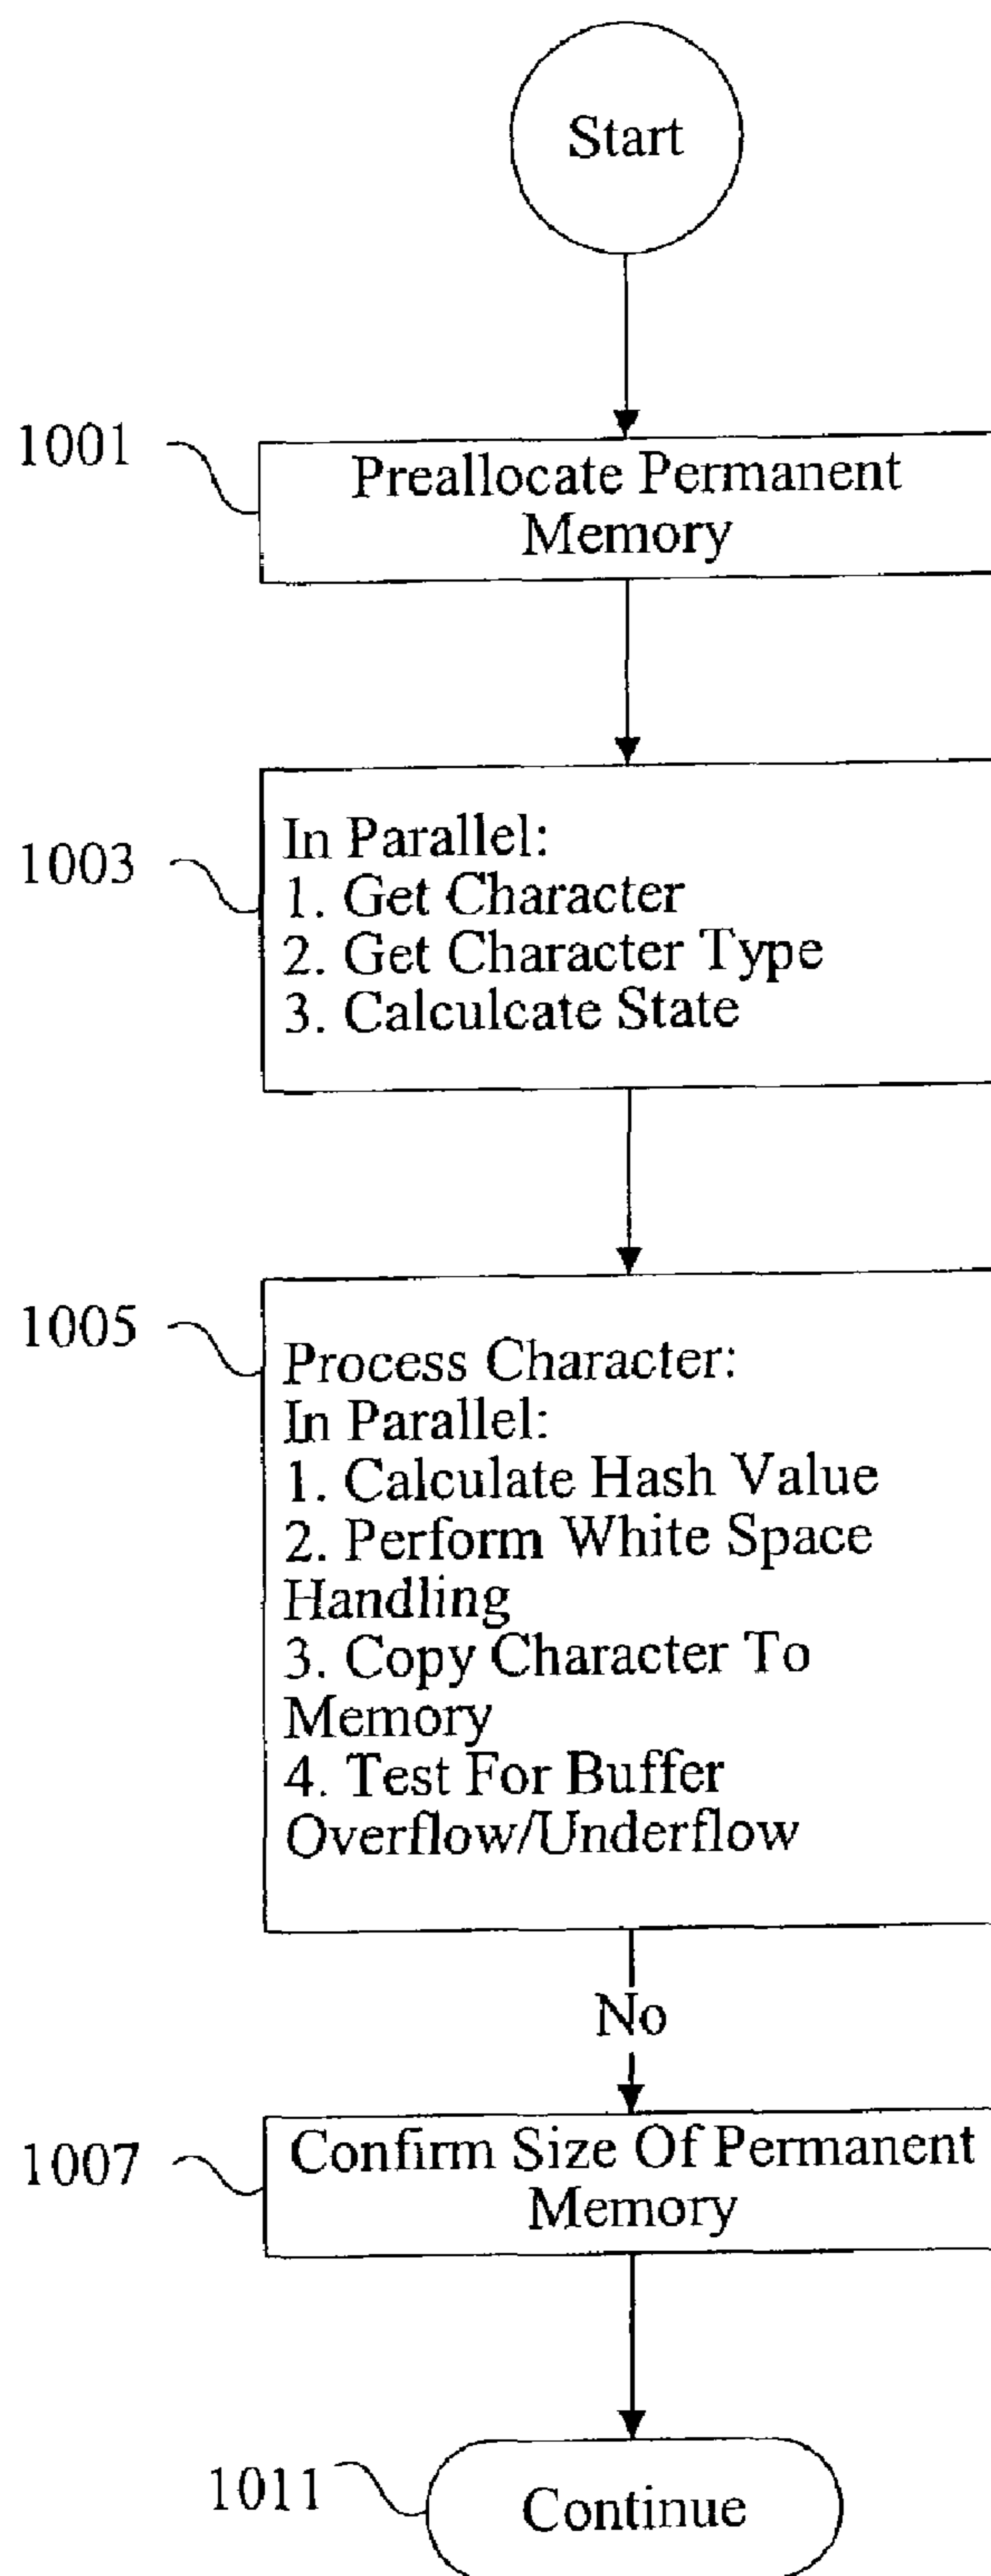 Start
1001
Preallocate Permanent
Memory
1003
In Parallel:
1. Get Character
2. Get Character Type
3. Calculcate State
1005
Process Character:
In Parallel:
1. Calculate Hash Value
2. Perform White Space
Handling
3. Copy Character To
Memory
4. Test For Buffer
Overflow/Underflow
No
1007
Confirm Size Of Permanent
Memory
1011
Continue